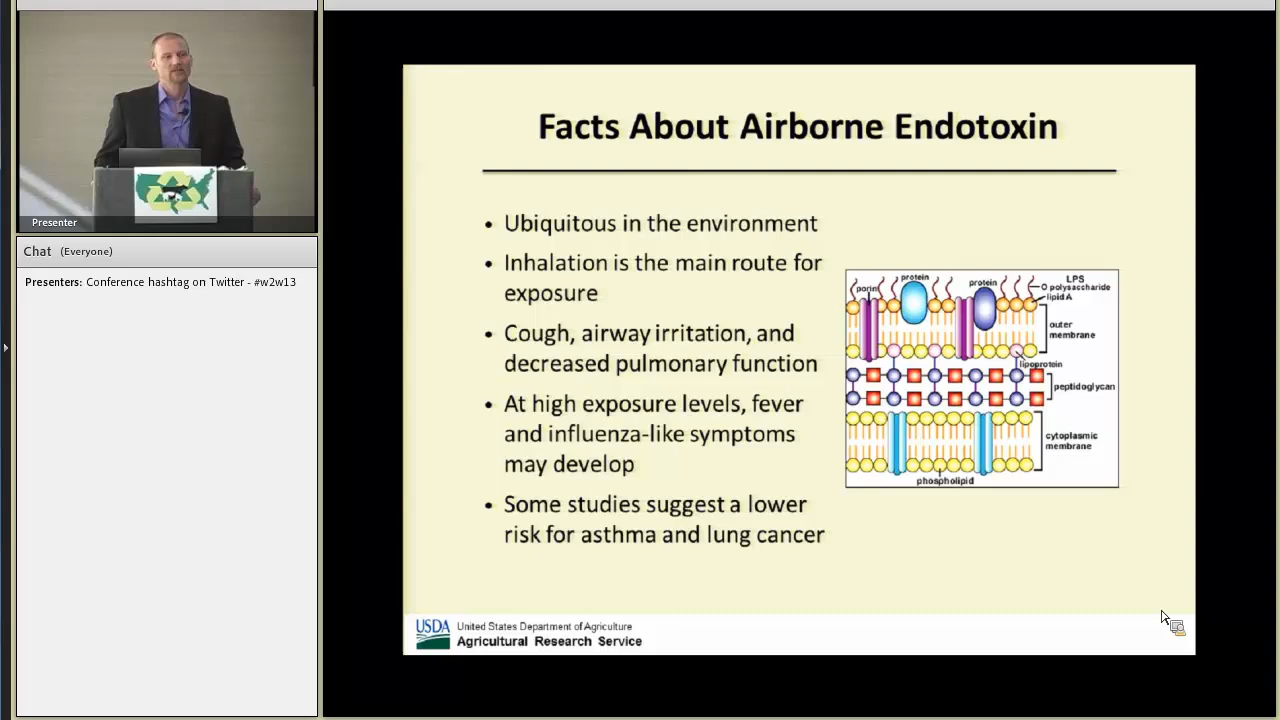 Presenter
Chat (Everyone)
Presenters: Conference hashtag on Twitter - #w2w13
Facts About Airborne Endotoxin
• Ubiquitous in the environment
• Inhalation is the main route for
exposure
• Cough, airway irritation, and
decreased pulmonary function
• At high exposure levels, fever
and influenza-like symptoms
may develop
• Some studies suggest a lower
risk for asthma and lung cancer
porin
protein
protein
LPS
O polysaccharide
lipid A
outer
membrane
lipoprotein
peptidoglycan
cytoplasmic
membrane
phospholipid
USDA
United States Department of Agriculture
Agricultural Research Service